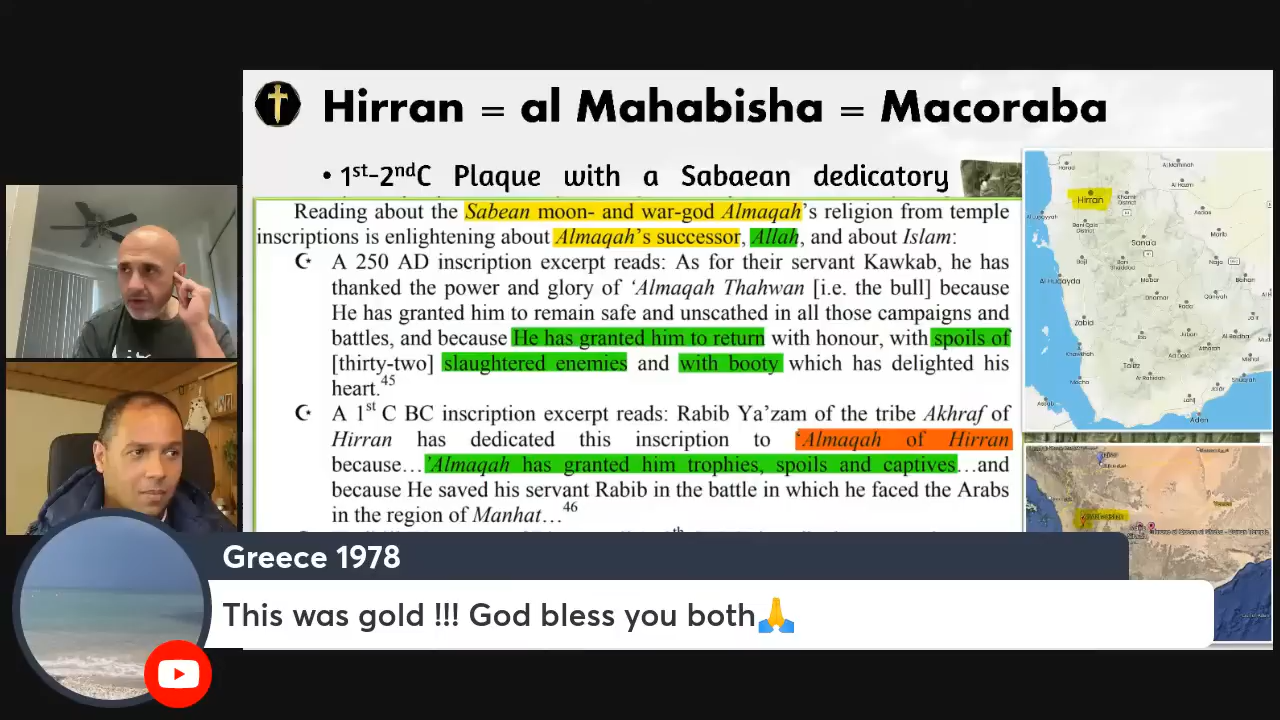 Hirran = al Mahabisha = Macoraba
• 1st-2ndC Plaque with a Sabaean dedicatory
Reading about the Sabean moon- and war-god Almaqah's religion from temple
inscriptions is enlightening about Almaqah's successor, Allah, and about Islam:
☪ A 250 AD inscription excerpt reads: As for their servant Kawkab, he has
thanked the power and glory of 'Almaqah Thahwan [i.e. the bull] because
He has granted him to remain safe and unscathed in all those campaigns and
battles, and because He has granted him to return with honour, with spoils of
[thirty-two] slaughtered enemies and with booty which has delighted his
heart.45
☪ A 1st C BC inscription excerpt reads: Rabib Ya'zam of the tribe Akhraf of
Hirran has dedicated this inscription to 'Almaqah of Hirran
because…'Almaqah has granted him trophies, spoils and captives…and
because He saved his servant Rabib in the battle in which he faced the Arabs
in the region of Manhat…46
Hirran
Sana'a
Al Hudayda
Zabid
Taizz
Aden
Greece 1978
This was gold !!! God bless you both🙏